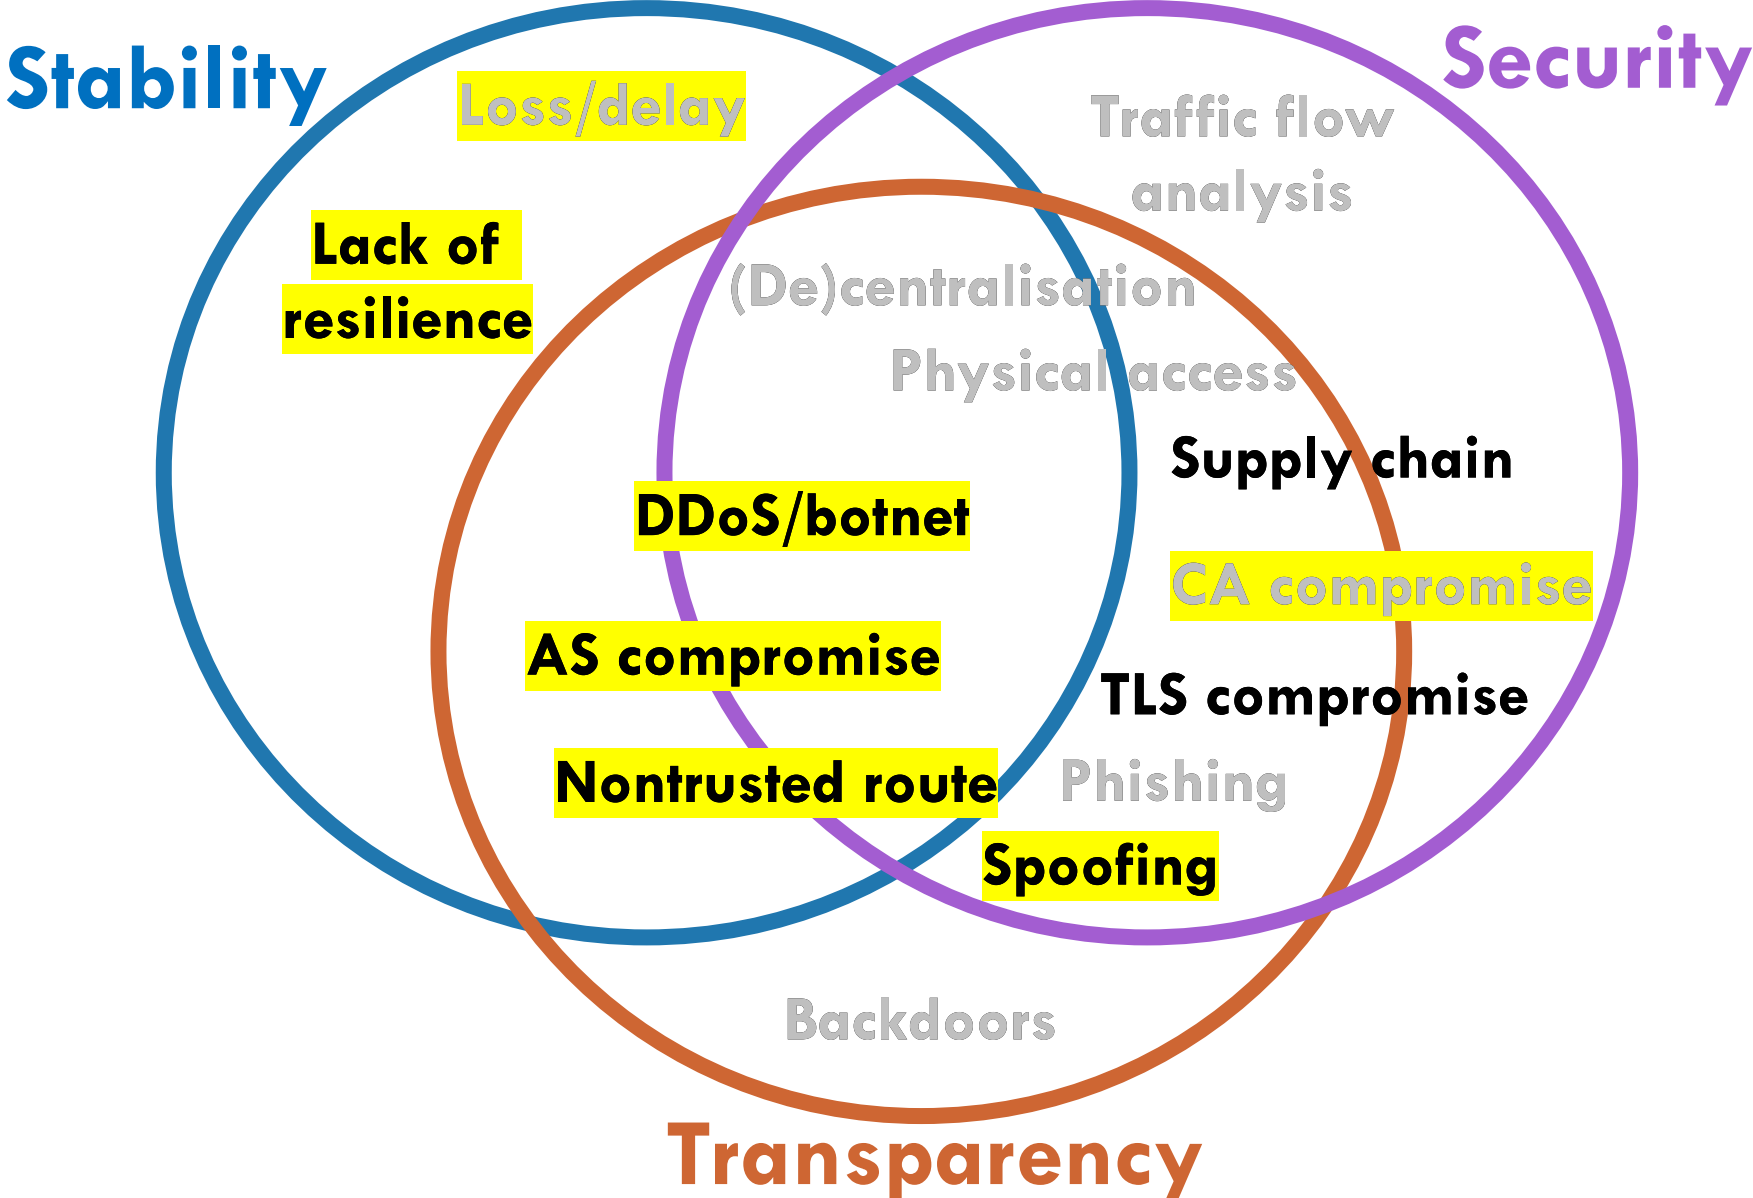 Stability
Security
Loss/delay
Traffic flow
analysis
Lack of
resilience
(De)centralisation
Physical access
Supply chain
DDoS/botnet
CA compromise
AS compromise
TLS compromise
Nontrusted route
Phishing
Spoofing
Backdoors
Transparency